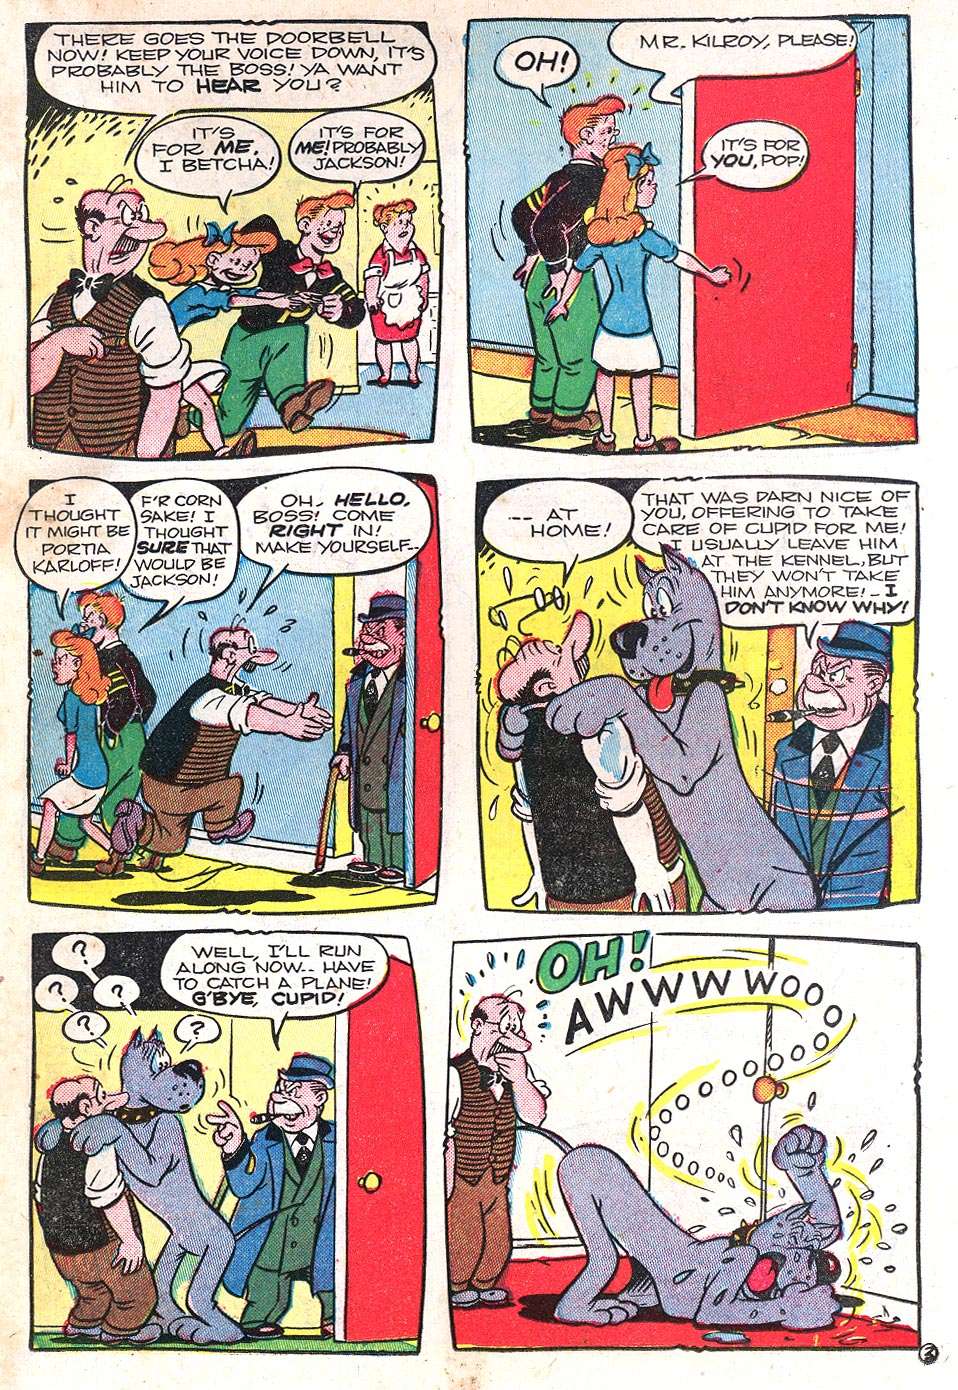 THERE GOES THE DOORBELL
NOW! KEEP YOUR VOICE DOWN, IT'S
PROBABLY THE BOSS! YA WANT
HIM TO HEAR YOU?
IT'S
FOR ME,
I BETCHA!
IT'S FOR
ME! PROBABLY
JACKSON!
OH!
MR. KILROY, PLEASE!
IT'S FOR
YOU, POP!
I
THOUGHT
IT MIGHT BE
PORTIA
KARLOFF!
F'R CORN
SAKE! I
THOUGHT
SURE THAT
WOULD BE
JACKSON!
OH, HELLO,
BOSS! COME
RIGHT IN!
MAKE YOURSELF--
-- AT
HOME!
THAT WAS DARN NICE OF
YOU, OFFERING TO TAKE
CARE OF CUPID FOR ME!
I USUALLY LEAVE HIM
AT THE KENNEL, BUT
THEY WON'T TAKE
HIM ANYMORE! - I
DON'T KNOW WHY!
?
?
?
?
?
WELL, I'LL RUN
ALONG NOW-- HAVE
TO CATCH A PLANE!
G'BYE, CUPID!
OH!
AWWWWOOOOOOOOOOOOOOOOO
3